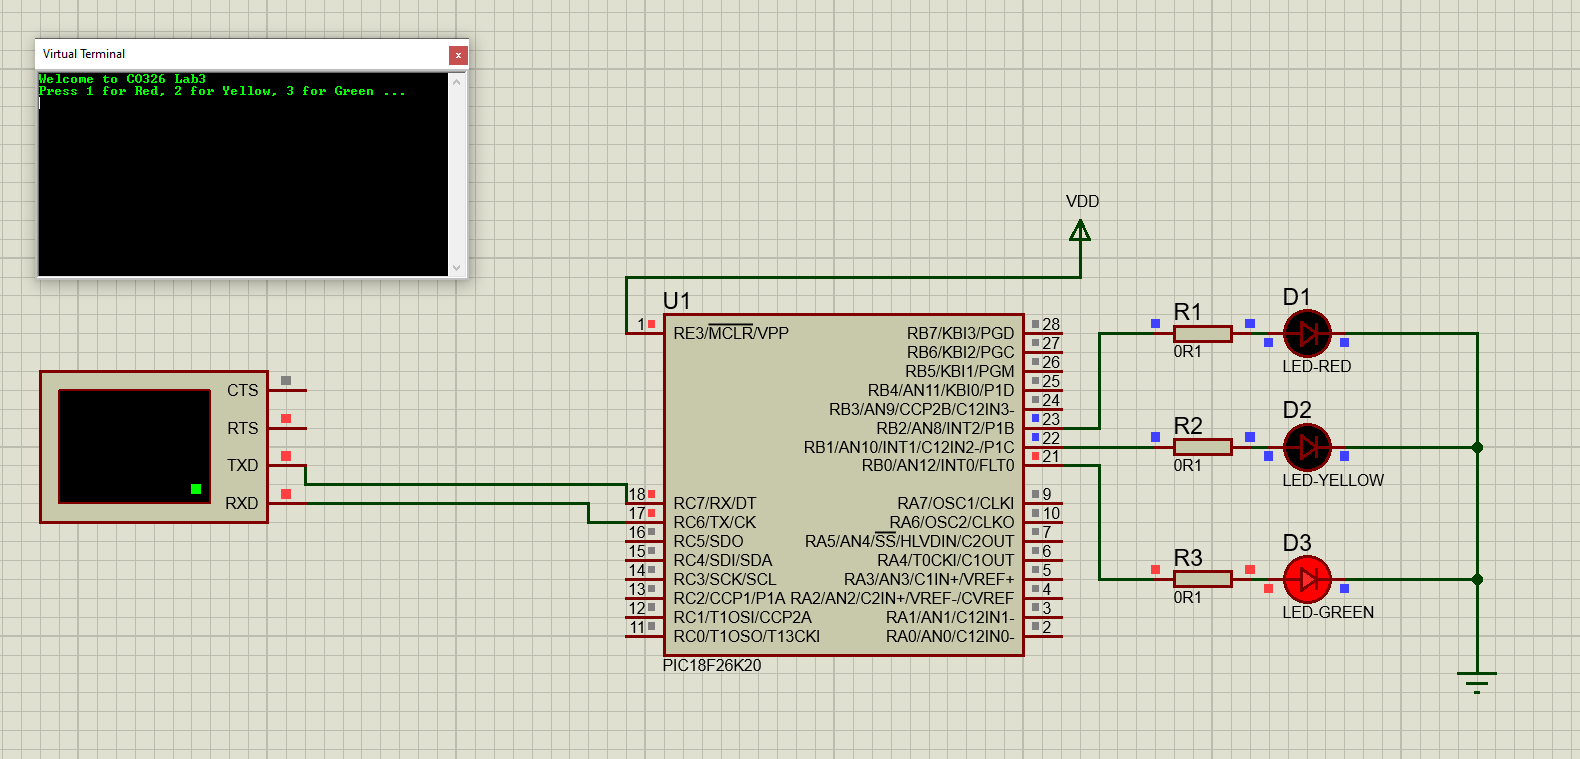 Virtual Terminal
x
Welcome to CO326 Lab3
Press 1 for Red, 2 for Yellow, 3 for Green ...
VDD
U1
1
RE3/MCLR/VPP
18
RC7/RX/DT
17
RC6/TX/CK
16
RC5/SDO
15
RC4/SDI/SDA
14
RC3/SCK/SCL
13
RC2/CCP1/P1A
12
RC1/T1OSI/CCP2A
11
RC0/T1OSO/T13CKI
RB7/KBI3/PGD
28
RB6/KBI2/PGC
27
RB5/KBI1/PGM
26
RB4/AN11/KBI0/P1D
25
RB3/AN9/CCP2B/C12IN3-
24
RB2/AN8/INT2/P1B
23
RB1/AN10/INT1/C12IN2-/P1C
22
RB0/AN12/INT0/FLT0
21
RA7/OSC1/CLKI
9
RA6/OSC2/CLKO
10
RA5/AN4/SS/HLVDIN/C2OUT
7
RA4/T0CKI/C1OUT
6
RA3/AN3/C1IN+/VREF+
5
RA2/AN2/C2IN+/VREF-/CVREF
4
RA1/AN1/C12IN1-
3
RA0/AN0/C12IN0-
2
PIC18F26K20
CTS
RTS
TXD
RXD
R1
0R1
D1
LED-RED
R2
0R1
D2
LED-YELLOW
R3
0R1
D3
LED-GREEN